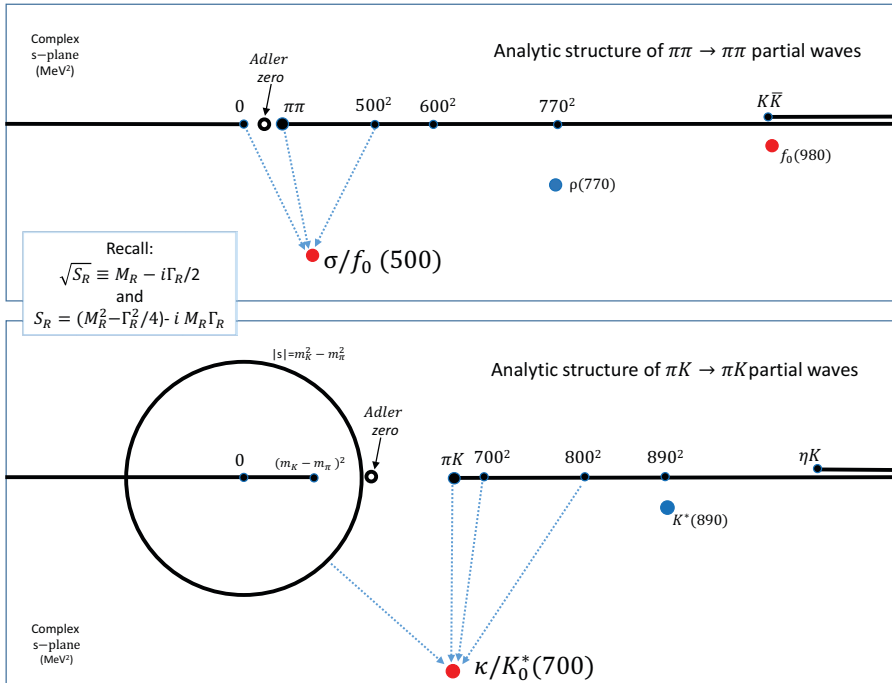 Complex
s−plane
(MeV²)
Analytic structure of ππ → ππ partial waves
Adler
zero
0
ππ
500²
600²
770²
KK̅
f₀(980)
ρ(770)
σ/f₀ (500)
Recall:
√S_R ≡ M_R − iΓ_R/2
and
S_R = (M_R²−Γ_R²/4)- i M_RΓ_R
|s|=m_K² − m_π²
Analytic structure of πK → πK partial waves
Adler
zero
0
(m_K − m_π )²
πK
700²
800²
890²
ηK
K*(890)
Complex
s−plane
(MeV²)
κ/K₀*(700)